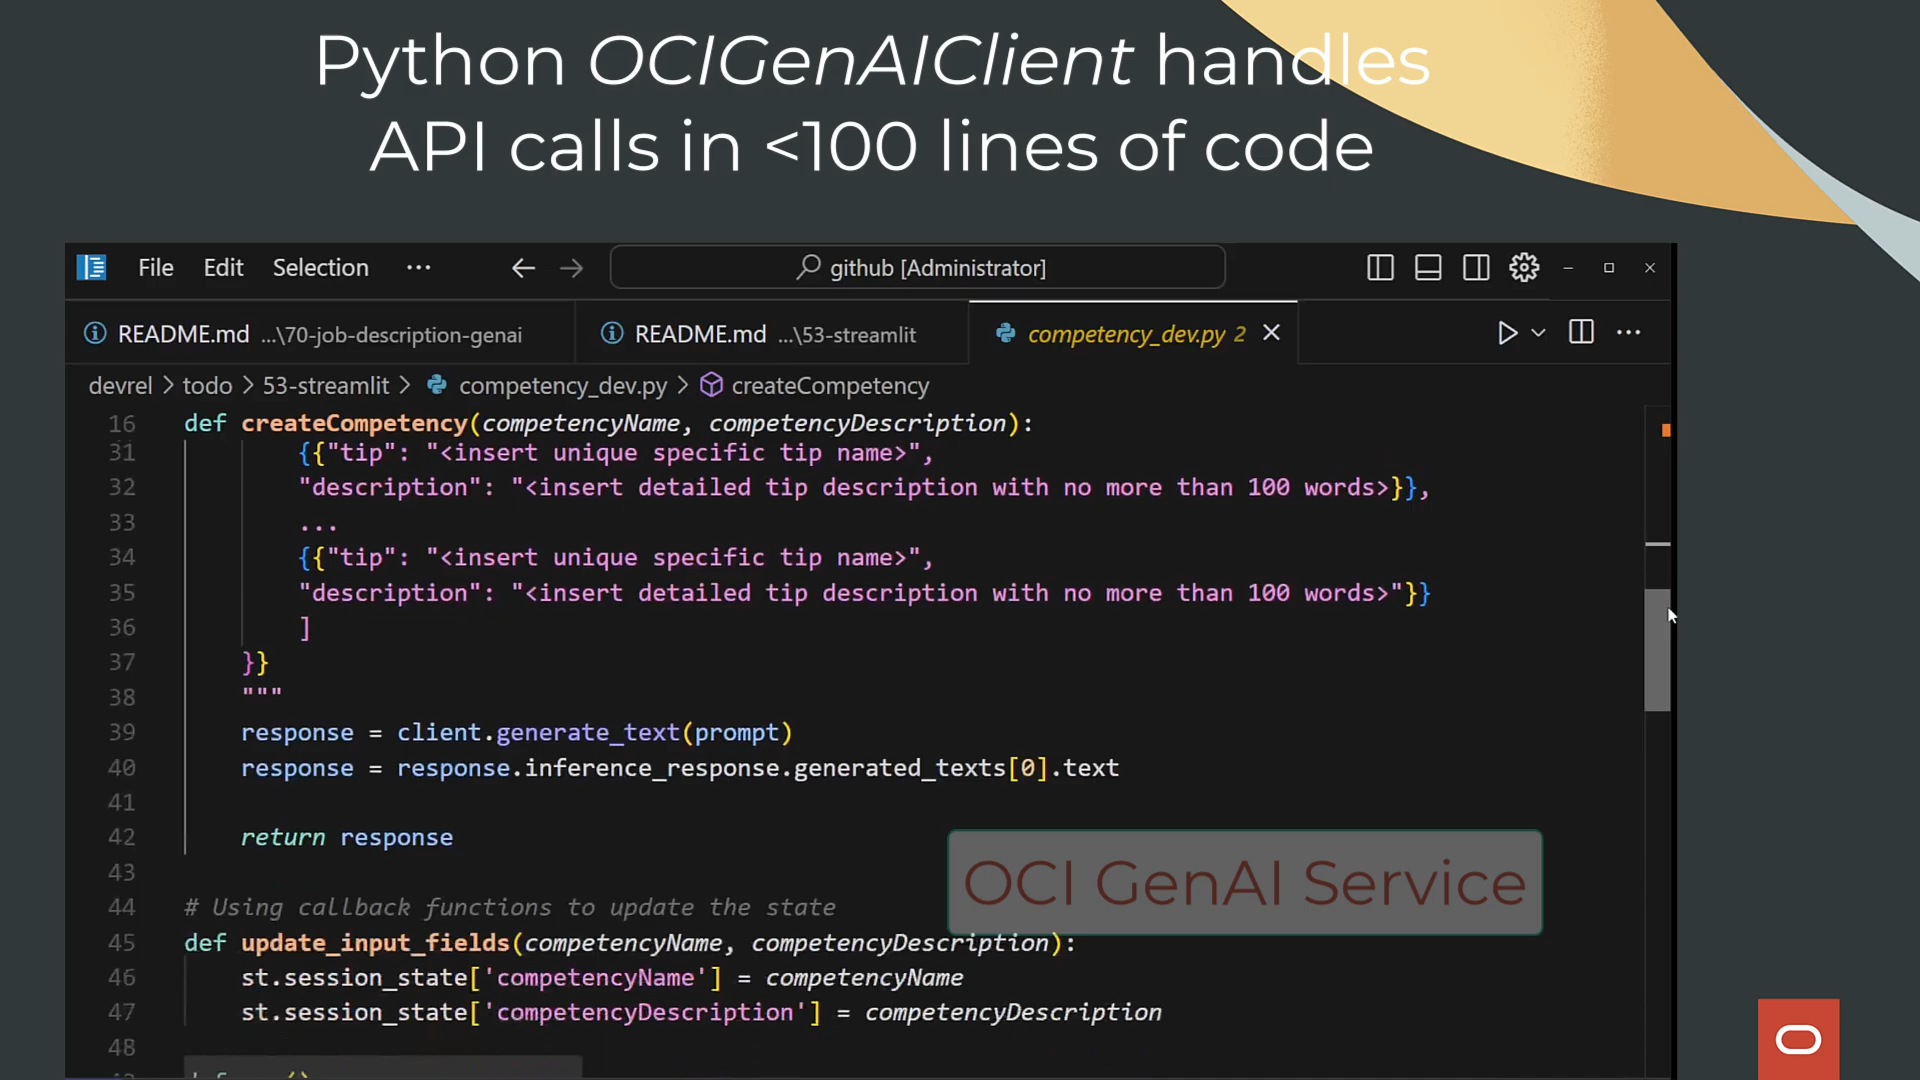 Python OCIGenAIClient handles
API calls in <100 lines of code
File Edit Selection ··· github [Administrator]
README.md ...\70-job-description-genai README.md ...\53-streamlit competency_dev.py 2
devrel > todo > 53-streamlit > competency_dev.py > createCompetency
16 def createCompetency(competencyName, competencyDescription):
31 {{"tip": "<insert unique specific tip name>",
32 "description": "<insert detailed tip description with no more than 100 words>}},
33 ...
34 {{"tip": "<insert unique specific tip name>",
35 "description": "<insert detailed tip description with no more than 100 words>"}}
36 ]
37 }}
38 """
39 response = client.generate_text(prompt)
40 response = response.inference_response.generated_texts[0].text
41
42 return response
43
OCI GenAI Service
44 # Using callback functions to update the state
45 def update_input_fields(competencyName, competencyDescription):
46 st.session_state['competencyName'] = competencyName
47 st.session_state['competencyDescription'] = competencyDescription
48